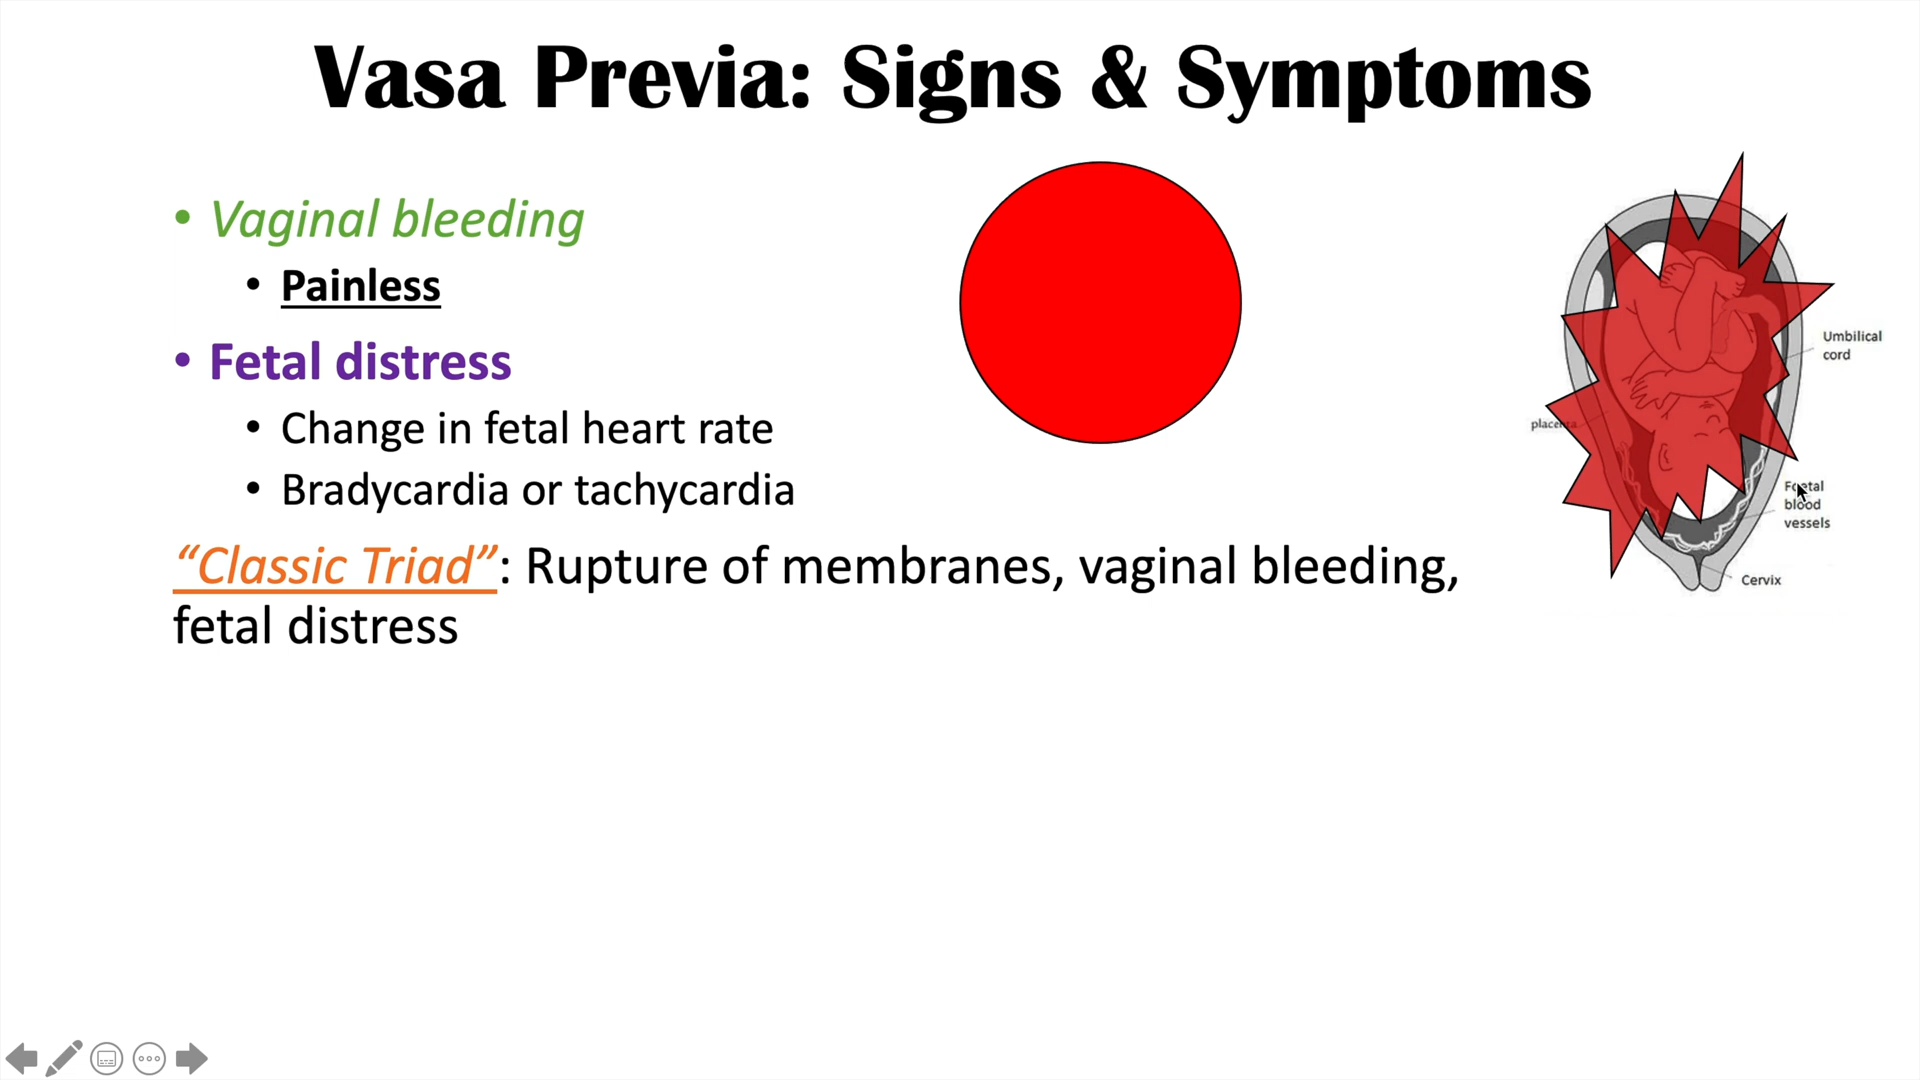 Vasa Previa: Signs & Symptoms
• Vaginal bleeding
• Painless
• Fetal distress
• Change in fetal heart rate
• Bradycardia or tachycardia
“Classic Triad”: Rupture of membranes, vaginal bleeding,
fetal distress
Umbilical
cord
placenta
Foetal
blood
vessels
Cervix